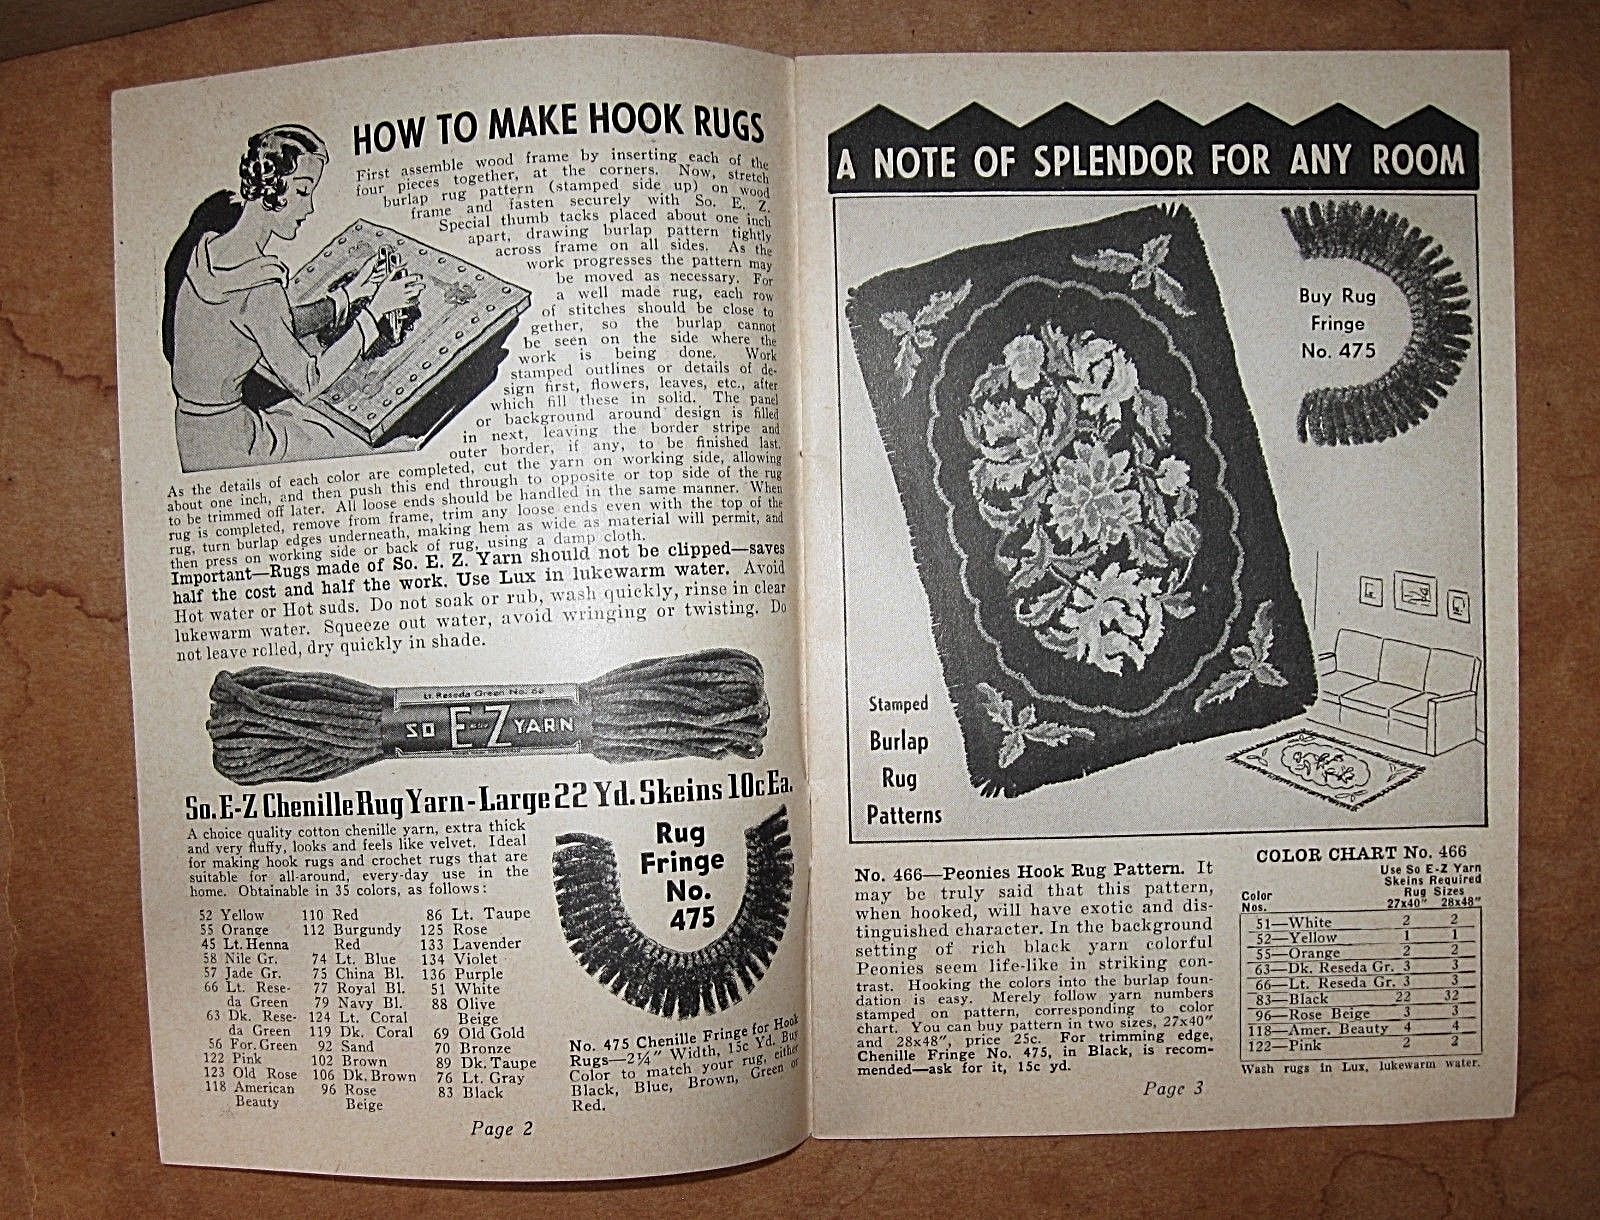 HOW TO MAKE HOOK RUGS
First assemble wood frame by inserting each of the
four pieces together, at the corners. Now, stretch
burlap rug pattern (stamped side up) on wood
frame and fasten securely with So. E. Z.
Special thumb tacks placed about one inch
apart, drawing burlap pattern tightly
across frame on all sides. As the
work progresses the pattern may
be moved as necessary. For
a well made rug, each row
of stitches should be close to
gether, so the burlap cannot
be seen on the side where the
work is being done. Work
stamped outlines or details of de-
sign first, flowers, leaves, etc., after
which fill these in solid. The panel
or background around design is filled
in next, leaving the border stripe and
outer border, if any, to be finished last.
As the details of each color are completed, cut the yarn on working side, allowing
about one inch, and then push this end through to opposite or top side of the rug
to be trimmed off later. All loose ends should be handled in the same manner. When
rug is completed, remove from frame, trim any loose ends even with the top of the
rug, turn burlap edges underneath, making hem as wide as material will permit, and
then press on working side or back of rug, using a damp cloth.
Important—Rugs made of So. E. Z. Yarn should not be clipped—saves
half the cost and half the work. Use Lux in lukewarm water. Avoid
Hot water or Hot suds. Do not soak or rub, wash quickly, rinse in clear
lukewarm water. Squeeze out water, avoid wringing or twisting. Do
not leave rolled, dry quickly in shade.
Lt. Reseda Green No. 66
SO E-Z YARN
So. E-Z Chenille Rug Yarn-Large 22 Yd. Skeins 10c Ea.
A choice quality cotton chenille yarn, extra thick
and very fluffy, looks and feels like velvet. Ideal
for making hook rugs and crochet rugs that are
suitable for all-around, every-day use in the
home. Obtainable in 35 colors, as follows:
52 Yellow
55 Orange
45 Lt. Henna
58 Nile Gr.
57 Jade Gr.
66 Lt. Rese-
da Green
63 Dk. Rese-
da Green
56 For. Green
122 Pink
123 Old Rose
118 American
Beauty
110 Red
112 Burgundy
Red
74 Lt. Blue
75 China Bl.
77 Royal Bl.
79 Navy Bl.
124 Lt. Coral
119 Dk. Coral
92 Sand
102 Brown
106 Dk. Brown
96 Rose
Beige
86 Lt. Taupe
125 Rose
133 Lavender
134 Violet
136 Purple
51 White
88 Olive
Beige
69 Old Gold
70 Bronze
89 Dk. Taupe
76 Lt. Gray
83 Black
Rug
Fringe
No.
475
No. 475 Chenille Fringe for Hook
Rugs—2¼" Width, 15c Yd. Buy
Color to match your rug, either
Black, Blue, Brown, Green or
Red.
Page 2
A NOTE OF SPLENDOR FOR ANY ROOM
Buy Rug
Fringe
No. 475
Stamped
Burlap
Rug
Patterns
No. 466—Peonies Hook Rug Pattern. It
may be truly said that this pattern,
when hooked, will have exotic and dis-
tinguished character. In the background
setting of rich black yarn colorful
Peonies seem life-like in striking con-
trast. Hooking the colors into the burlap foun-
dation is easy. Merely follow yarn numbers
stamped on pattern, corresponding to color
chart. You can buy pattern in two sizes, 27x40"
and 28x48", price 25c. For trimming edge,
Chenille Fringe No. 475, in Black, is recom-
mended—ask for it, 15c yd.
COLOR CHART No. 466
Use So E-Z Yarn
Skeins Required
Color Rug Sizes
Nos. 27x40" 28x48"
51—White 2 2
52—Yellow 1 1
55—Orange 2 2
63—Dk. Reseda Gr. 3 3
66—Lt. Reseda Gr. 3 3
83—Black 22 32
96—Rose Beige 3 3
118—Amer. Beauty 4 4
122—Pink 2 2
Wash rugs in Lux, lukewarm water.
Page 3